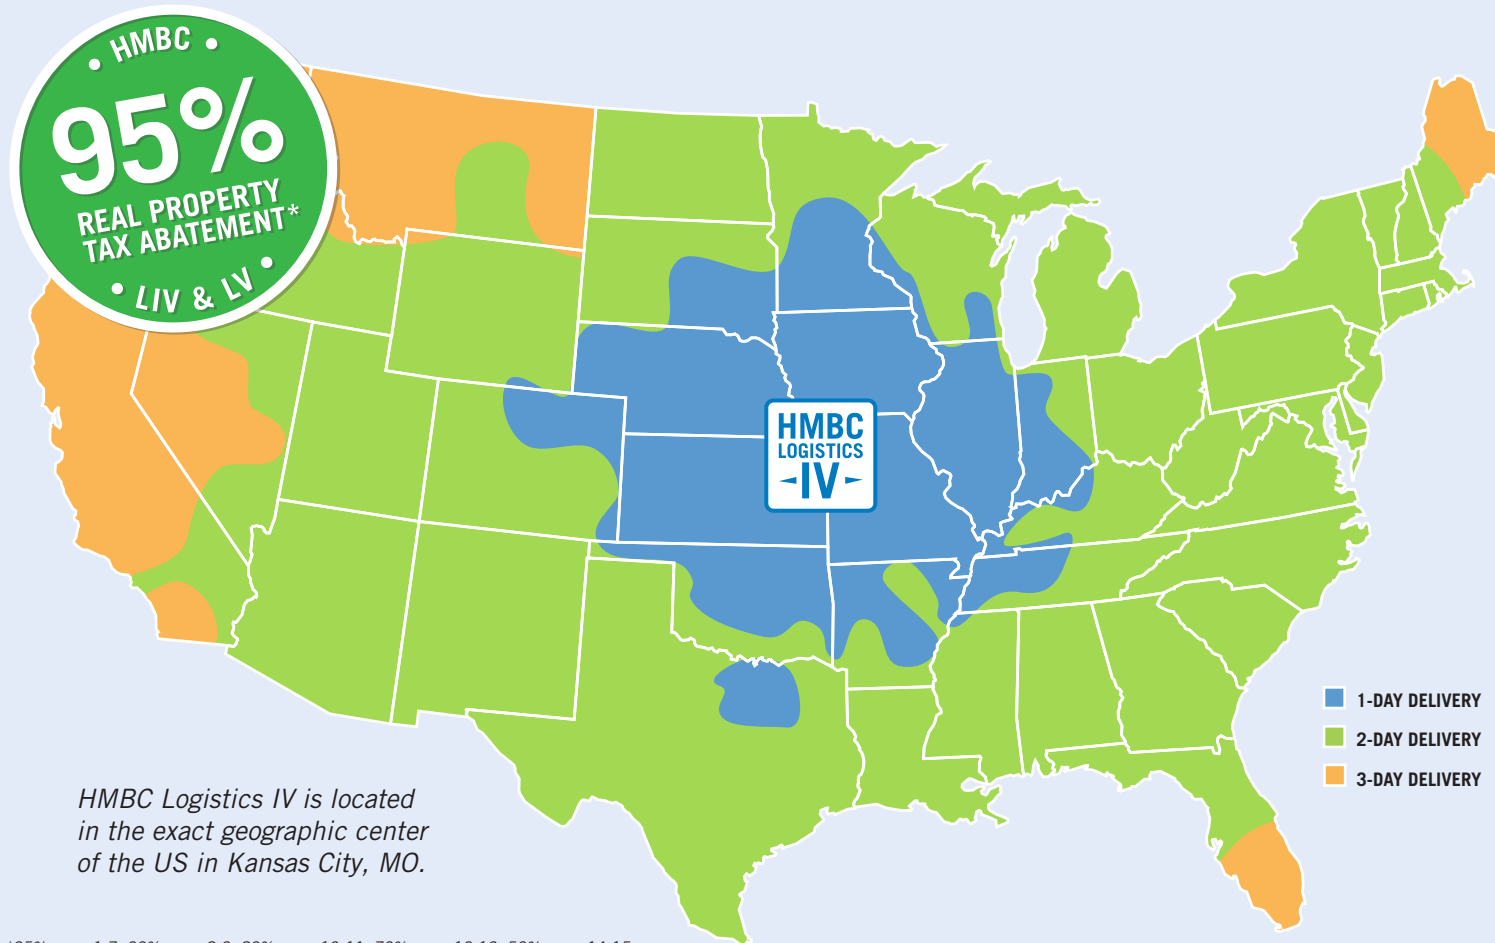 • HMBC •
95%
REAL PROPERTY
TAX ABATEMENT*
• LIV & LV •
HMBC
LOGISTICS
IV
1-DAY DELIVERY
2-DAY DELIVERY
3-DAY DELIVERY
HMBC Logistics IV is located
in the exact geographic center
of the US in Kansas City, MO.